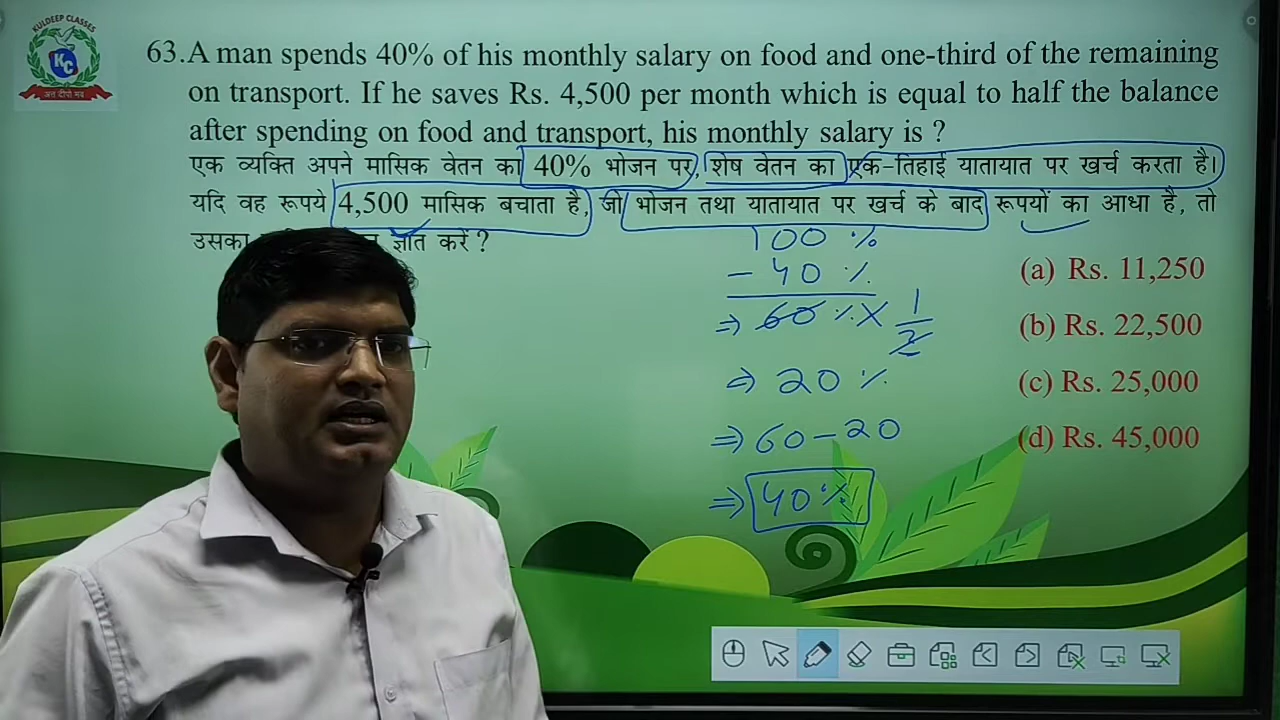 KULDEEP CLASSES
KC
अत्त दीपो भव
63.A man spends 40% of his monthly salary on food and one-third of the remaining
on transport. If he saves Rs. 4,500 per month which is equal to half the balance
after spending on food and transport, his monthly salary is ?
एक व्यक्ति अपने मासिक वेतन का 40% भोजन पर, शेष वेतन का एक-तिहाई यातायात पर खर्च करता है।
यदि वह रूपये 4,500 मासिक बचाता है, जो भोजन तथा यातायात पर खर्च के बाद रूपयों का आधा है, तो
उसका ज्ञात करें ?
100 %
- 40 %
⇒ 60 % X 1/2
⇒ 20 %
⇒ 60 - 20
⇒ 40 %
(a) Rs. 11,250
(b) Rs. 22,500
(c) Rs. 25,000
(d) Rs. 45,000